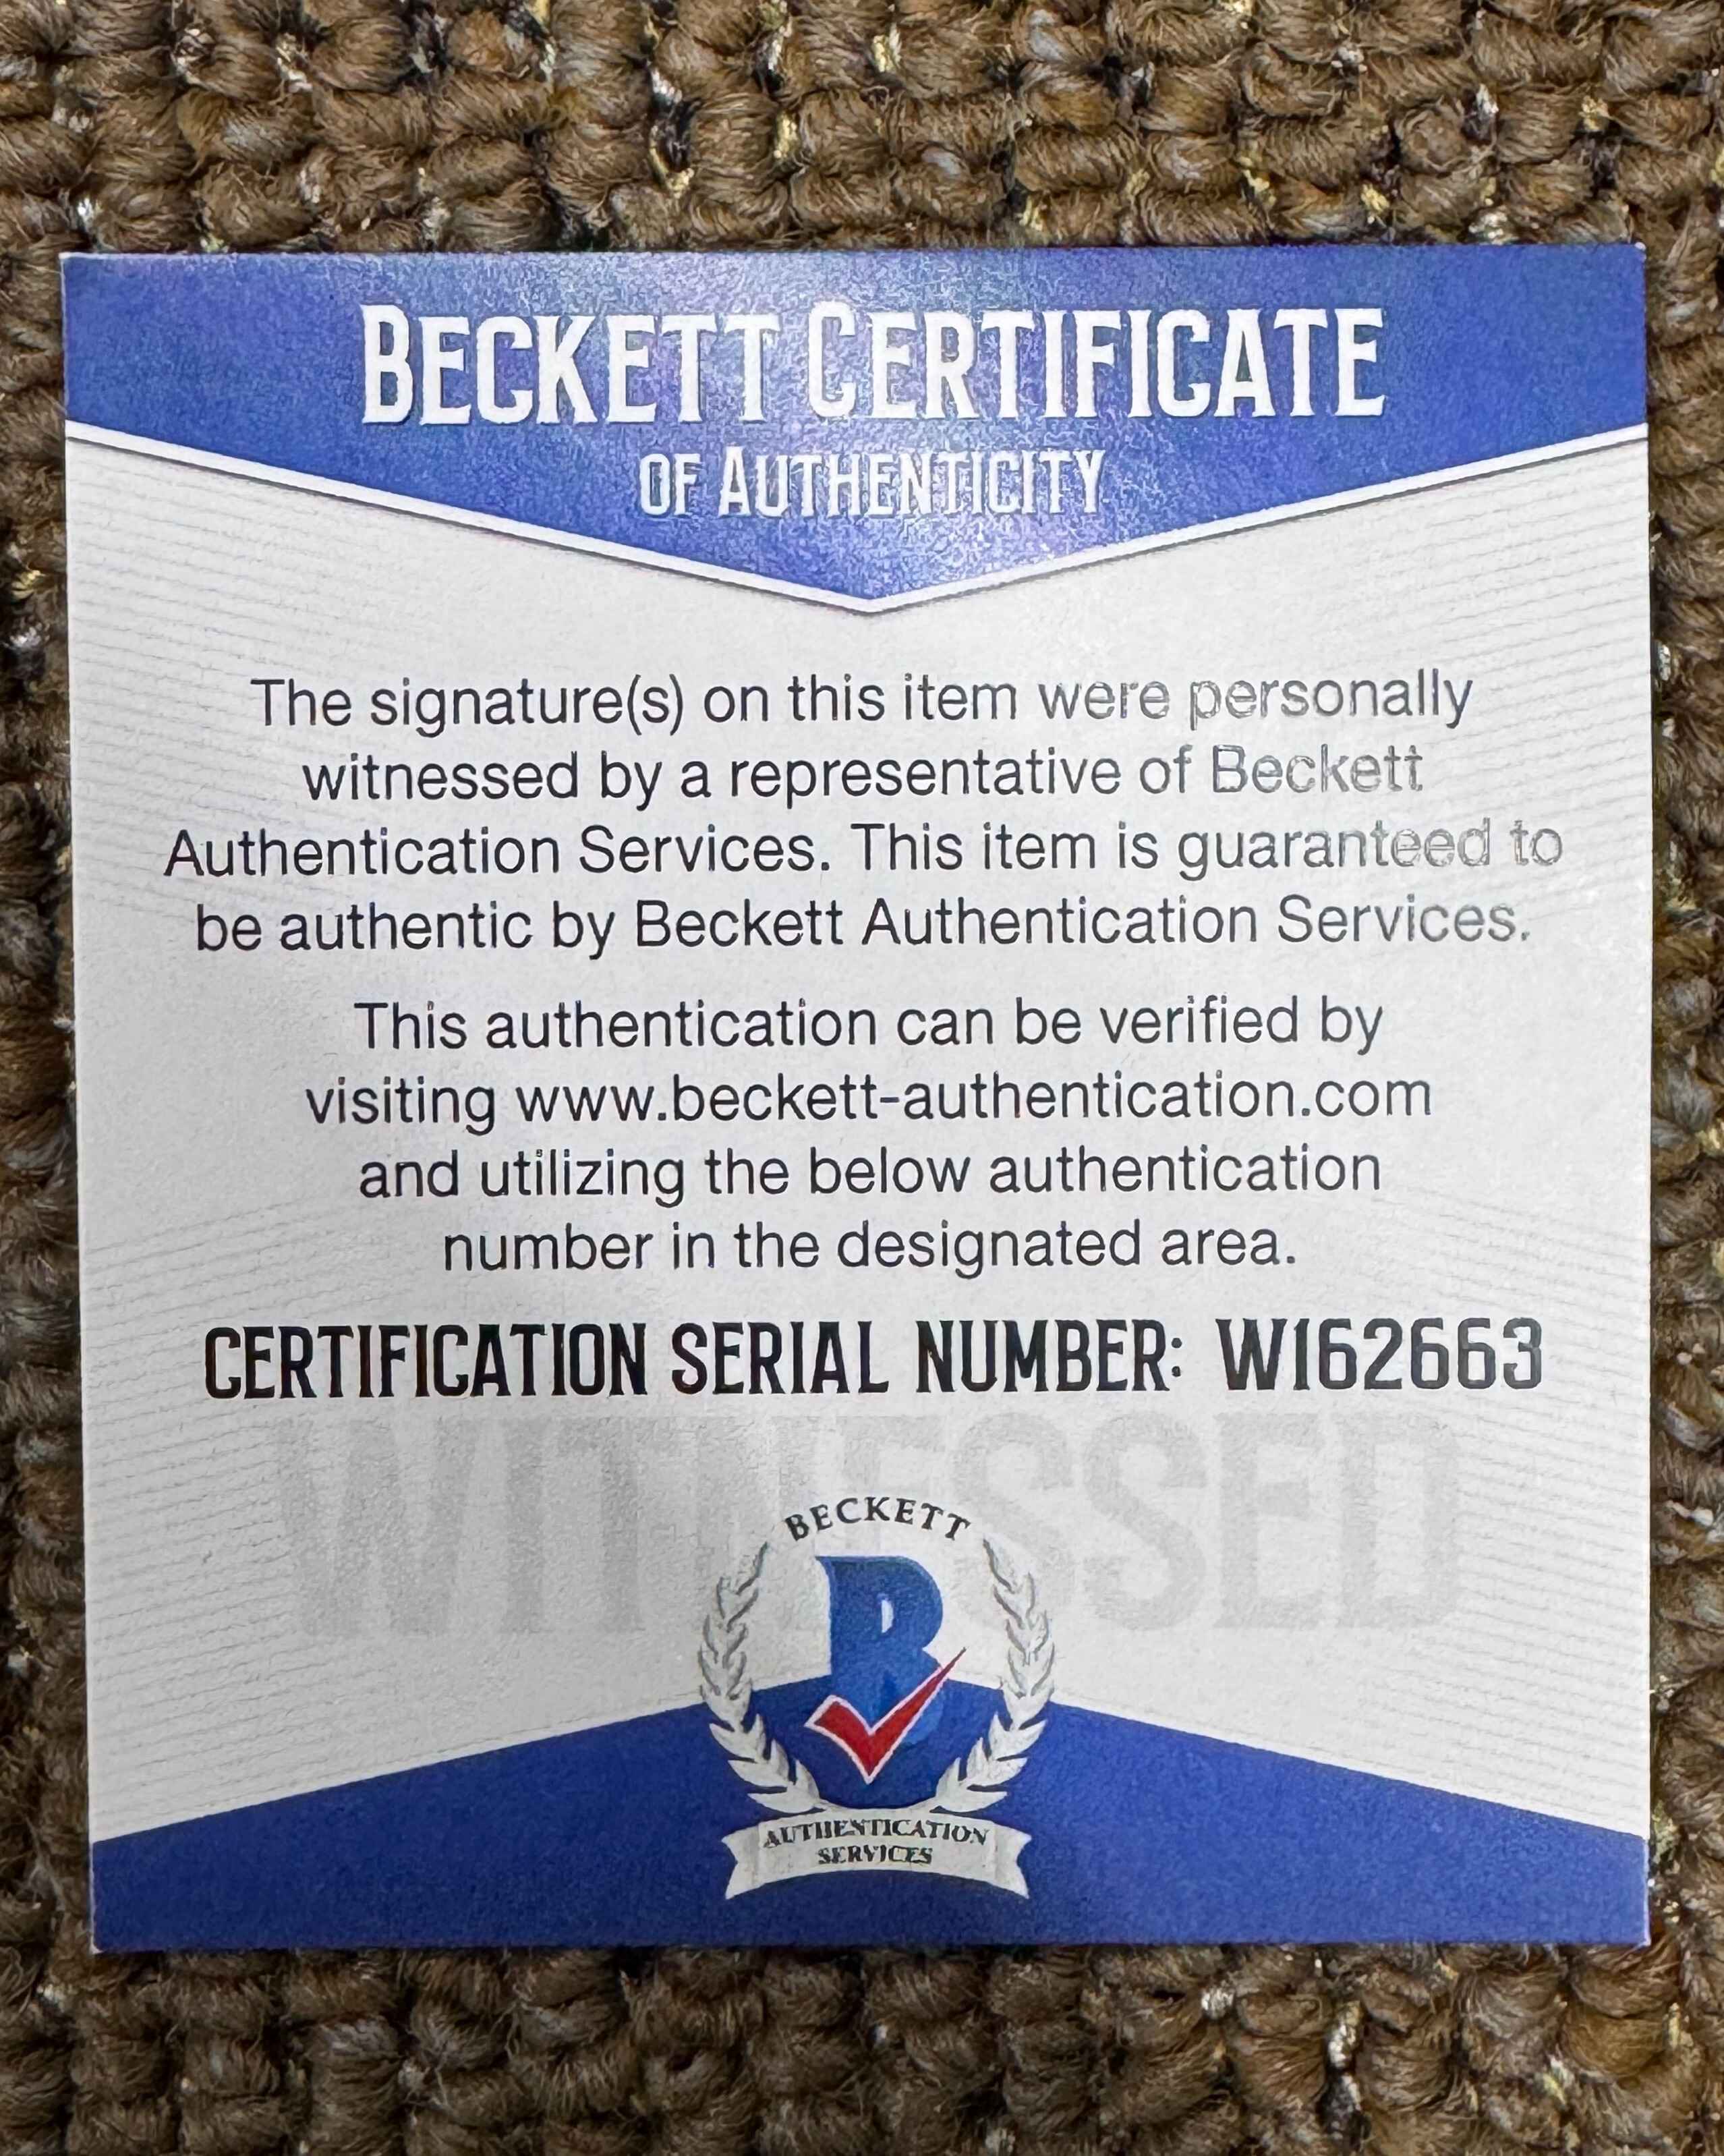 BECKETT CERTIFICATE
OF AUTHENTICITY
The signature(s) on this item were personally
witnessed by a representative of Beckett
Authentication Services. This item is guaranteed to
be authentic by Beckett Authentication Services.
This authentication can be verified by
visiting www.beckett-authentication.com
and utilizing the below authentication
number in the designated area.
CERTIFICATION SERIAL NUMBER: W162663
WITNESSED
BECKETT
B
AUTHENTICATION
SERVICES